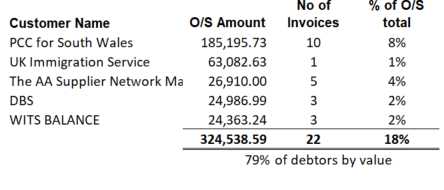 No of % of O/S
Customer Name O/S Amount Invoices total
PCC for South Wales 185,195.73 10 8%
UK Immigration Service 63,082.63 1 1%
The AA Supplier Network Ma 26,910.00 5 4%
DBS 24,986.99 3 2%
WITS BALANCE 24,363.24 3 2%
324,538.59 22 18%
79% of debtors by value